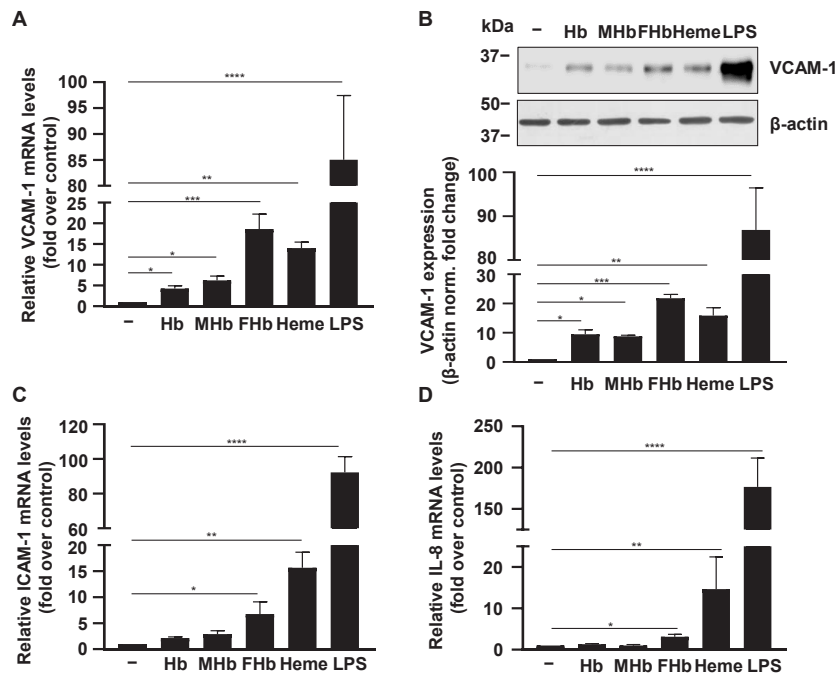 A
Relative VCAM-1 mRNA levels
(fold over control)
100
95
90
85
80
25
20
15
10
5
0
****
**
***
*
*
– Hb MHb FHb Heme LPS
B
kDa – Hb MHb FHb Heme LPS
37–
VCAM-1
50–
37–
β-actin
VCAM-1 expression
(β-actin norm. fold change)
100
90
80
30
20
10
0
****
**
***
*
*
– Hb MHb FHb Heme LPS
C
Relative ICAM-1 mRNA levels
(fold over control)
120
100
80
60
20
15
10
5
0
****
**
*
– Hb MHb FHb Heme LPS
D
Relative IL-8 mRNA levels
(fold over control)
250
200
150
100
20
10
0
****
**
*
– Hb MHb FHb Heme LPS